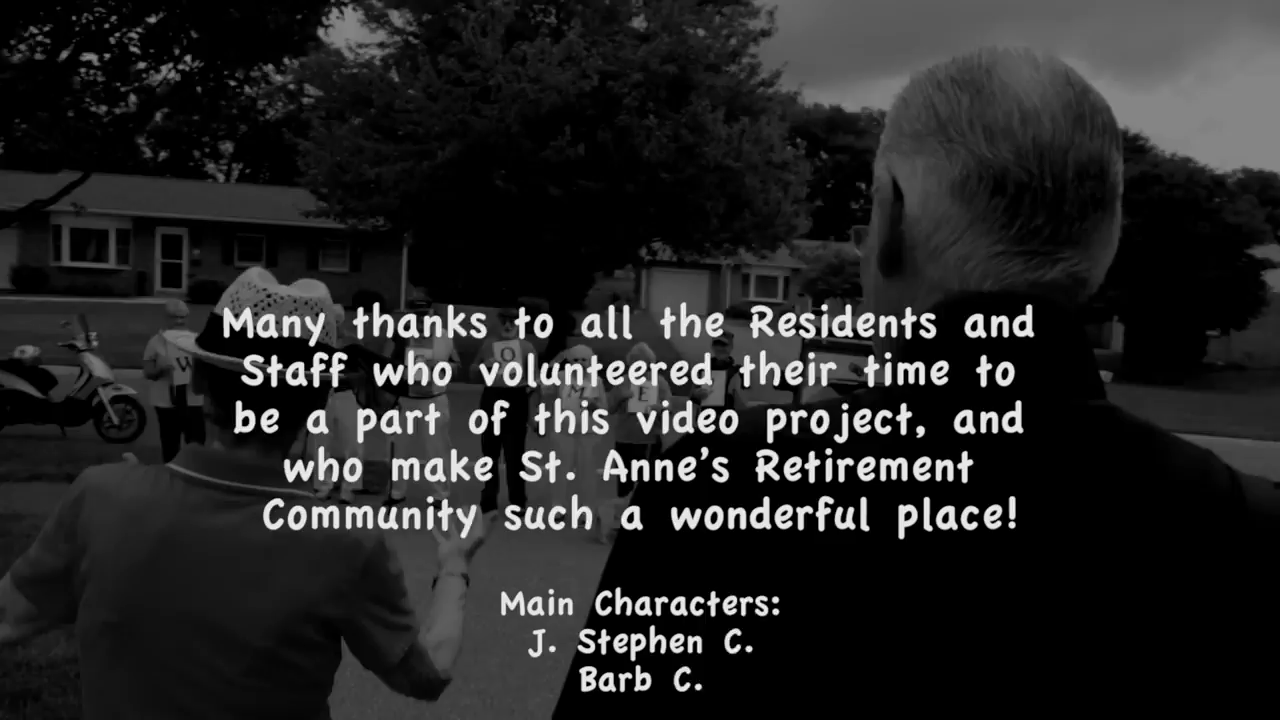 Many thanks to all the Residents and
Staff who volunteered their time to
be a part of this video project, and
who make St. Anne's Retirement
Community such a wonderful place!
Main Characters:
J. Stephen C.
Barb C.
W
O
M
E